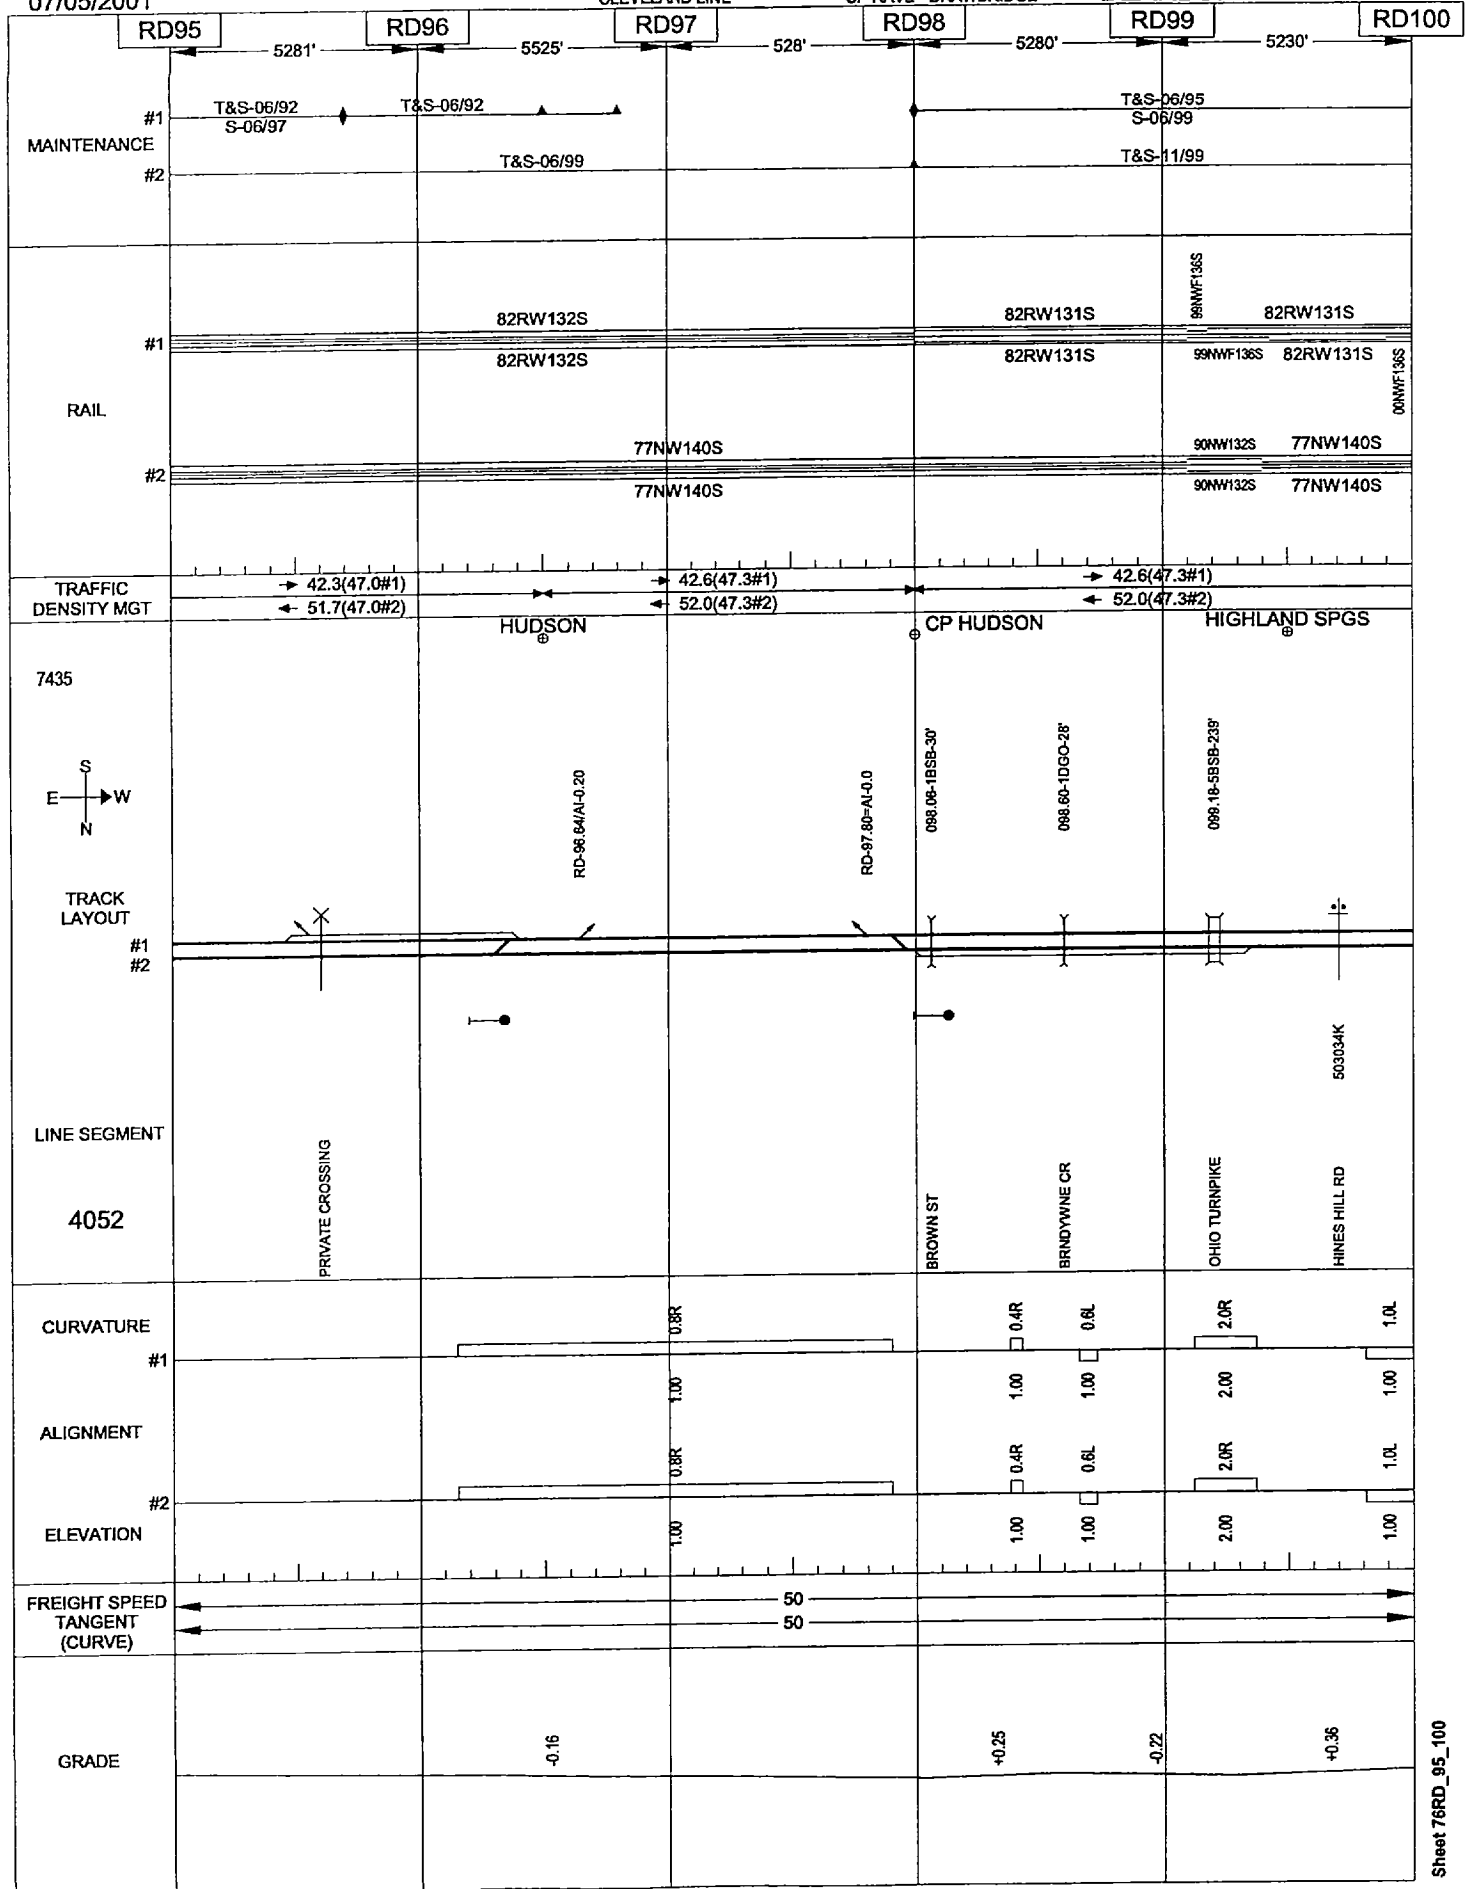 07/05/2001
RD95 RD96 RD97 RD98 RD99 RD100
5281' 5525' 528' 5280' 5230'
MAINTENANCE
#1 T&S-06/92 T&S-06/92 T&S-06/95
S-06/97 S-06/99
#2 T&S-06/99 T&S-11/99
RAIL
99NWF136S
82RW132S 82RW131S 82RW131S
#1
82RW132S 82RW131S 99NWF136S 82RW131S
00NWF136S
77NW140S 90NW132S 77NW140S
#2
77NW140S 90NW132S 77NW140S
TRAFFIC
DENSITY MGT
42.3(47.0#1) 42.6(47.3#1) 42.6(47.3#1)
51.7(47.0#2) 52.0(47.3#2) 52.0(47.3#2)
HUDSON CP HUDSON HIGHLAND SPGS
7435
S
E W
N
RD-96.64/AI-0.20
RD-97.80=AI-0.0
098.06-1BSB-30'
098.60-1DGO-28'
099.18-5BSB-239'
TRACK
LAYOUT
#1
#2
503034K
LINE SEGMENT
4052
PRIVATE CROSSING
BROWN ST
BRNDYWNE CR
OHIO TURNPIKE
HINES HILL RD
CURVATURE
0.8R 0.4R 0.6L 2.0R 1.0L
#1
1.00 1.00 1.00 2.00 1.00
ALIGNMENT
0.8R 0.4R 0.6L 2.0R 1.0L
#2
ELEVATION
1.00 1.00 1.00 2.00 1.00
FREIGHT SPEED
TANGENT
(CURVE)
50
50
GRADE
-0.16 +0.25 -0.22 +0.36
Sheet 76RD_95_100